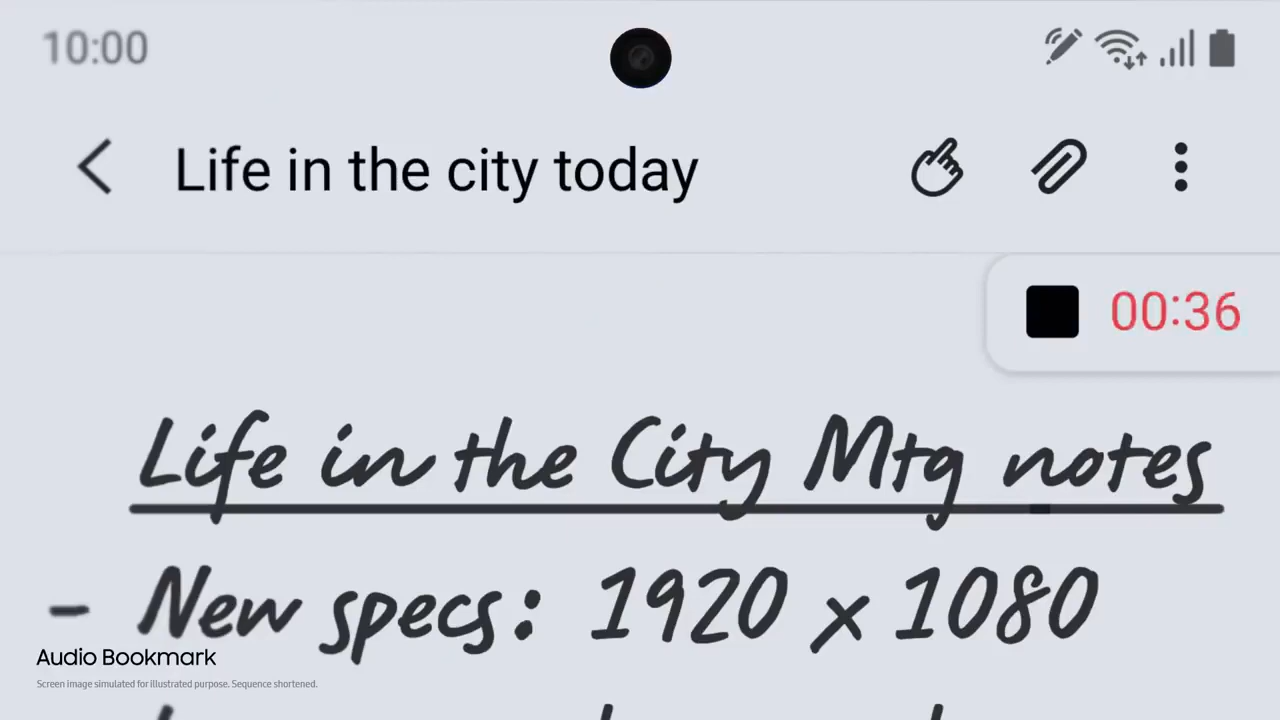 10:00
Life in the city today
00:36
Life in the City Mtg notes
- New specs: 1920 x 1080
Audio Bookmark
Screen image simulated for illustrated purpose. Sequence shortened.